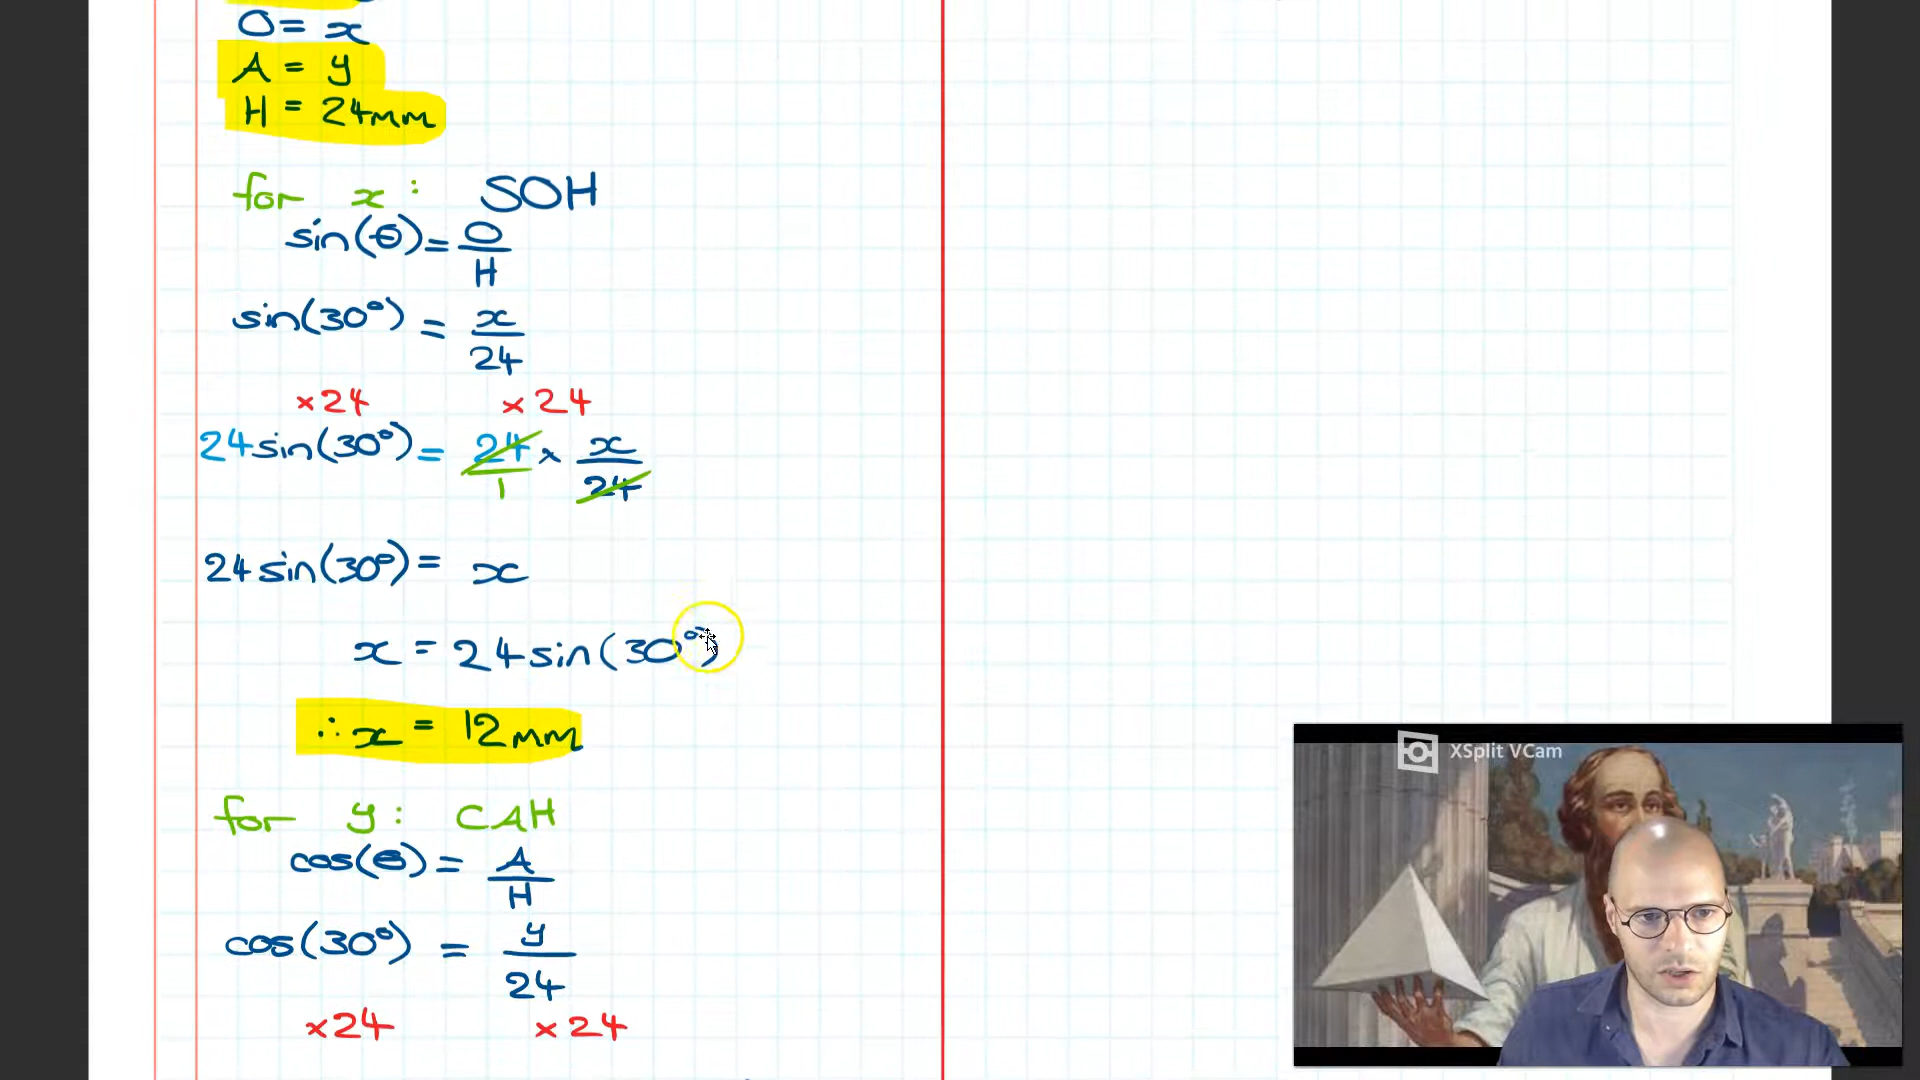 O = x
A = y
H = 24mm
for x : SOH
sin(θ) = O/H
sin(30°) = x/24
×24 ×24
24sin(30°) = 24/1 × x/24
24sin(30°) = x
x = 24sin(30°)
∴ x = 12mm
for y : CAH
cos(θ) = A/H
cos(30°) = y/24
×24 ×24
XSplit VCam